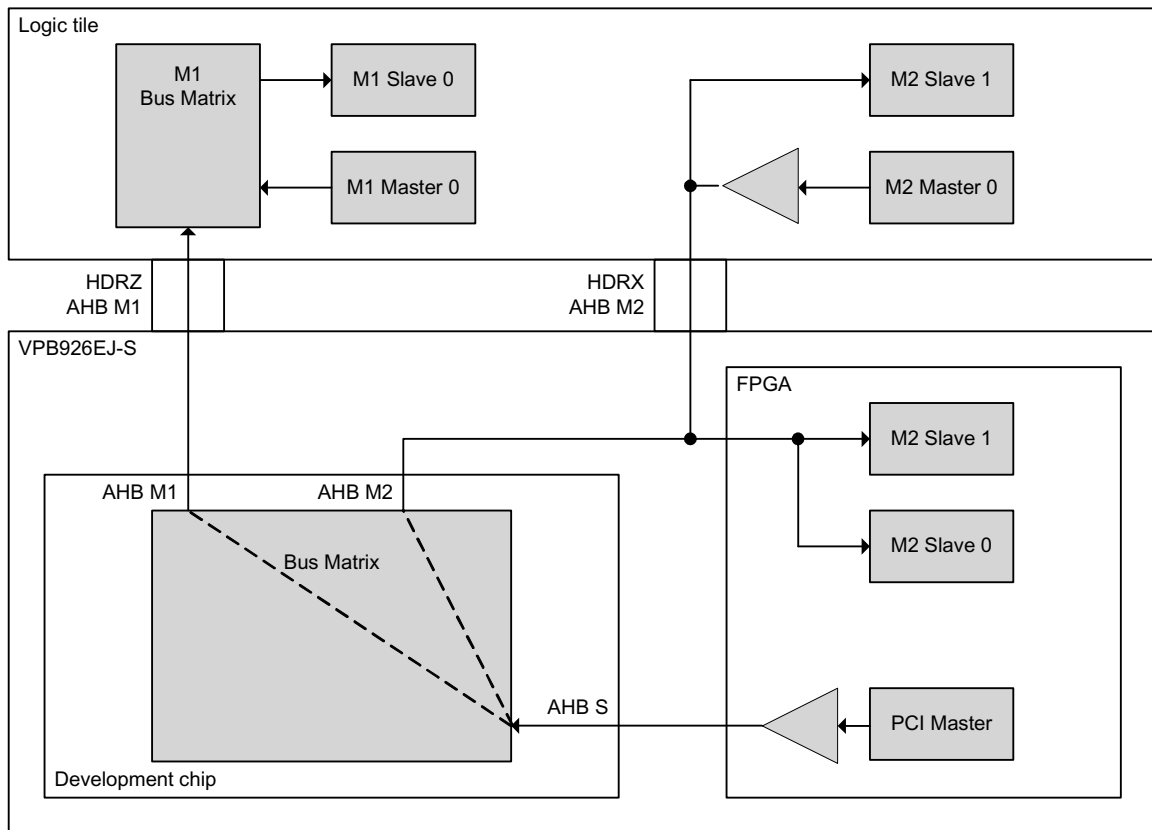 Logic tile
M1
Bus Matrix
M1 Slave 0
M2 Slave 1
M1 Master 0
M2 Master 0
HDRZ
AHB M1
HDRX
AHB M2
VPB926EJ-S
FPGA
M2 Slave 1
AHB M1
AHB M2
M2 Slave 0
Bus Matrix
AHB S
PCI Master
Development chip